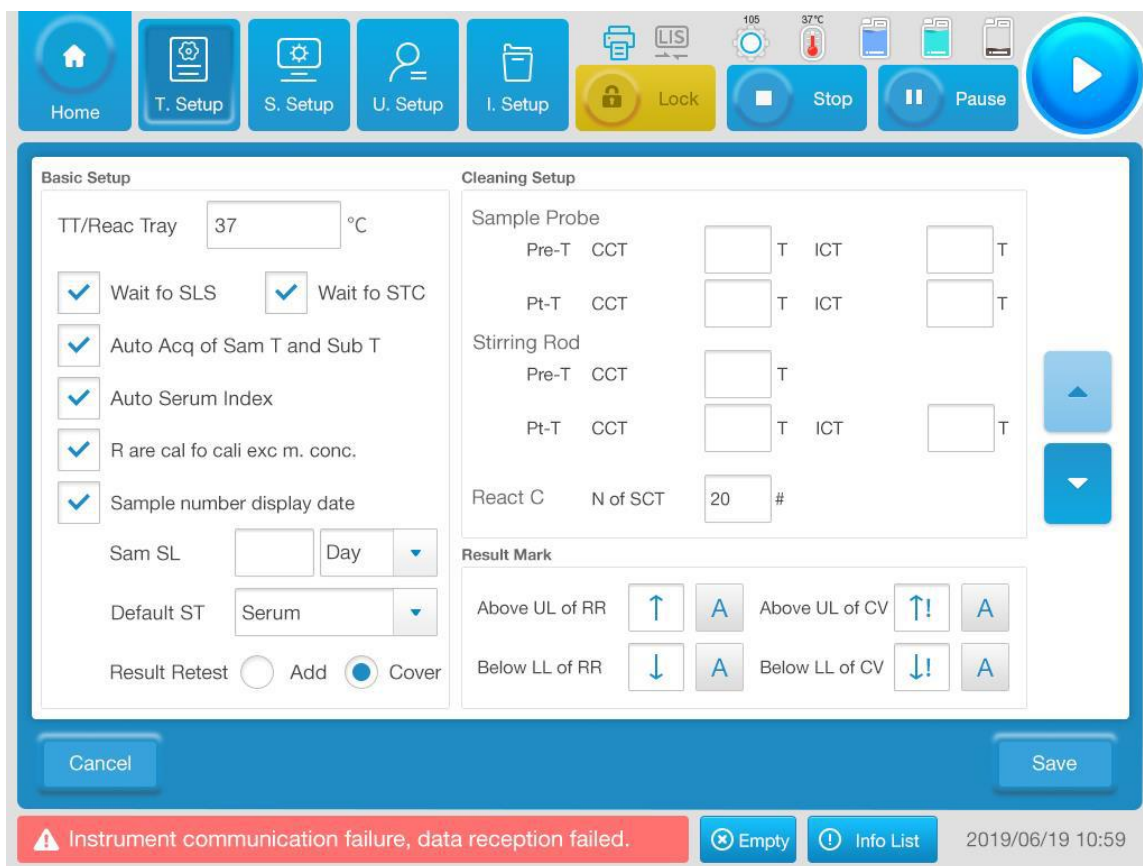 105 37℃
LIS
Home T. Setup S. Setup U. Setup I. Setup Lock Stop Pause
Basic Setup
TT/Reac Tray 37 °C
Wait fo SLS Wait fo STC
Auto Acq of Sam T and Sub T
Auto Serum Index
R are cal fo cali exc m. conc.
Sample number display date
Sam SL Day
Default ST Serum
Result Retest Add Cover
Cleaning Setup
Sample Probe
Pre-T CCT T ICT T
Pt-T CCT T ICT T
Stirring Rod
Pre-T CCT T
Pt-T CCT T ICT T
React C N of SCT 20 #
Result Mark
Above UL of RR ↑ A Above UL of CV ↑! A
Below LL of RR ↓ A Below LL of CV ↓! A
Cancel Save
Instrument communication failure, data reception failed. Empty Info List 2019/06/19 10:59